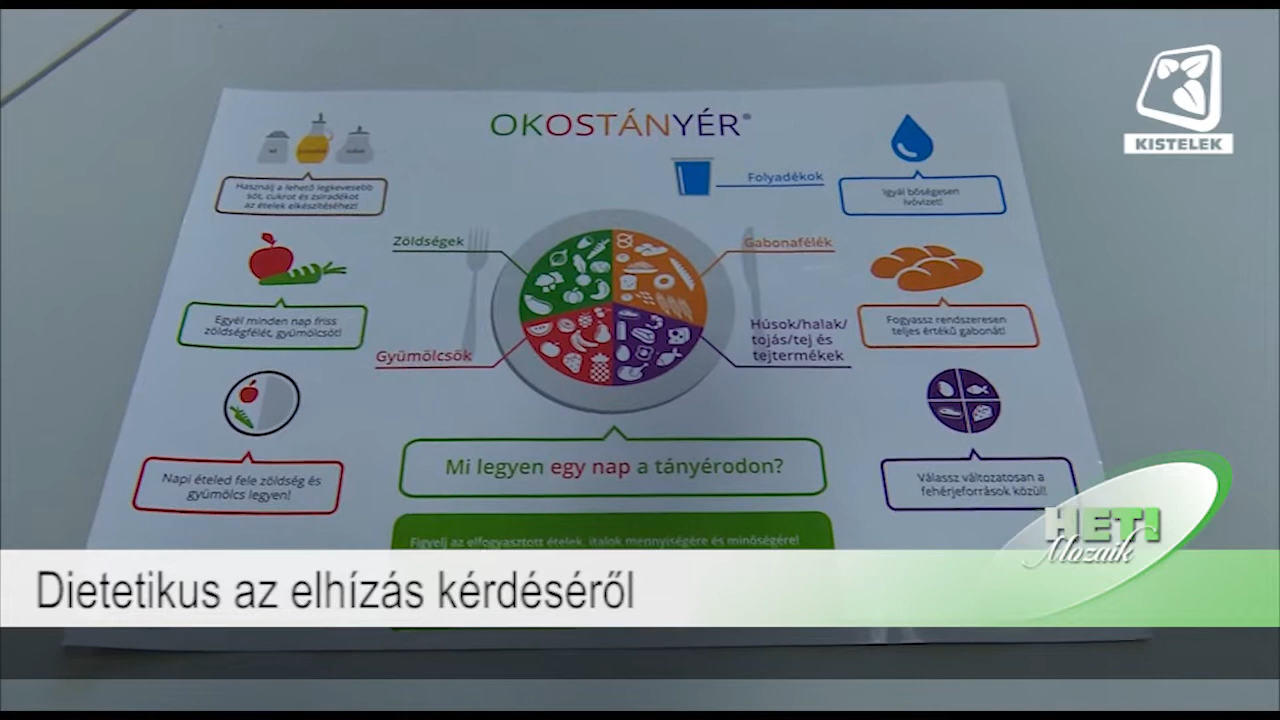 KISTELEK
OKOSTÁNYÉR®
Használj a lehető legkevesebb
sót, cukrot és zsiradékot
az ételek elkészítéséhez!
Folyadékok
Igyál bőségesen
ivóvizet!
Zöldségek
Gabonafélék
Egyél minden nap friss
zöldségfélét, gyümölcsöt!
Húsok/halak/
tojás/tej és
tejtermékek
Fogyassz rendszeresen
teljes értékű gabonát!
Gyümölcsök
Mi legyen egy nap a tányérodon?
Napi ételed fele zöldség és
gyümölcs legyen!
Válassz változatosan a
fehérjeforrások közül!
Figyelj az elfogyasztott ételek, italok mennyiségére és minőségére!
HETI
Mozaik
Dietetikus az elhízás kérdéséről